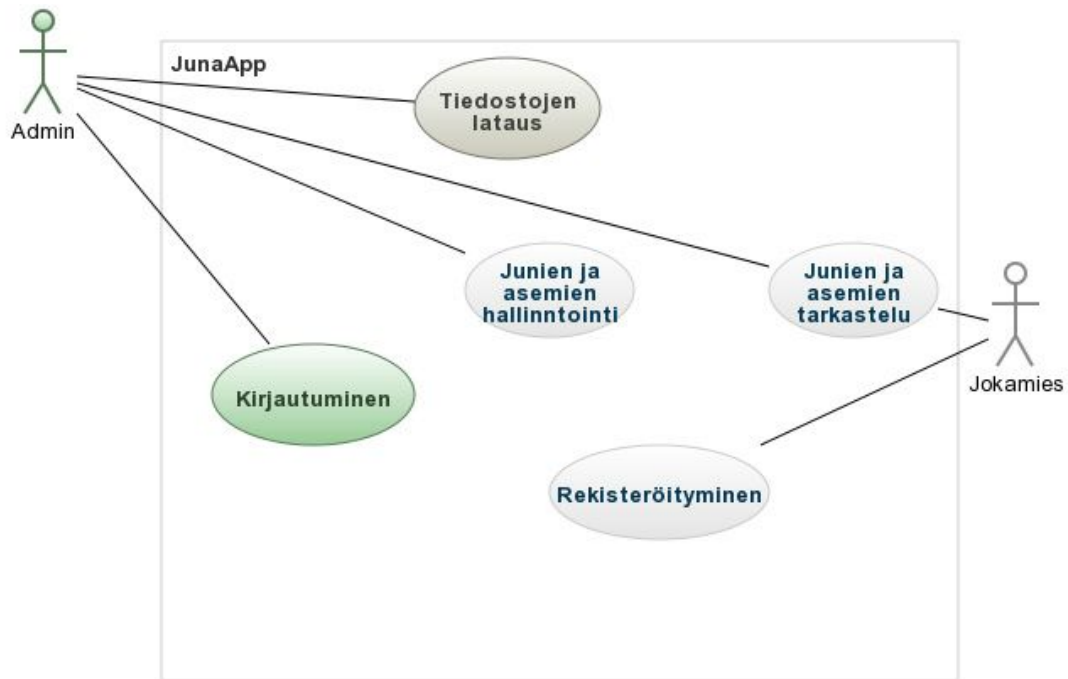 JunaApp
Tiedostojen
lataus
Admin
Junien ja
asemien
hallinntointi
Junien ja
asemien
tarkastelu
Jokamies
Kirjautuminen
Rekisteröityminen